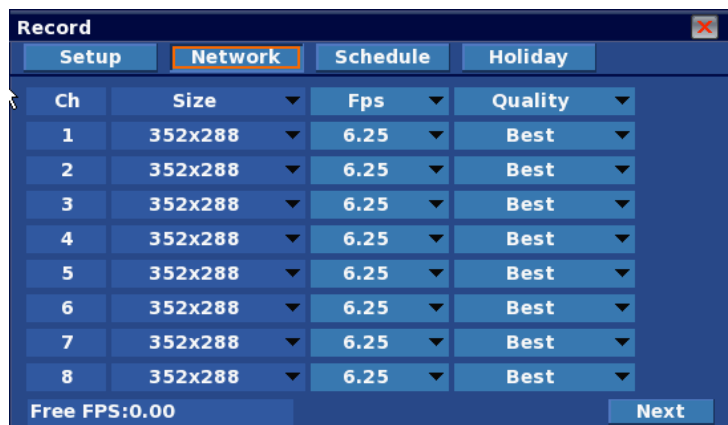 Record
Setup Network Schedule Holiday
Ch Size Fps Quality
1 352x288 6.25 Best
2 352x288 6.25 Best
3 352x288 6.25 Best
4 352x288 6.25 Best
5 352x288 6.25 Best
6 352x288 6.25 Best
7 352x288 6.25 Best
8 352x288 6.25 Best
Free FPS:0.00 Next